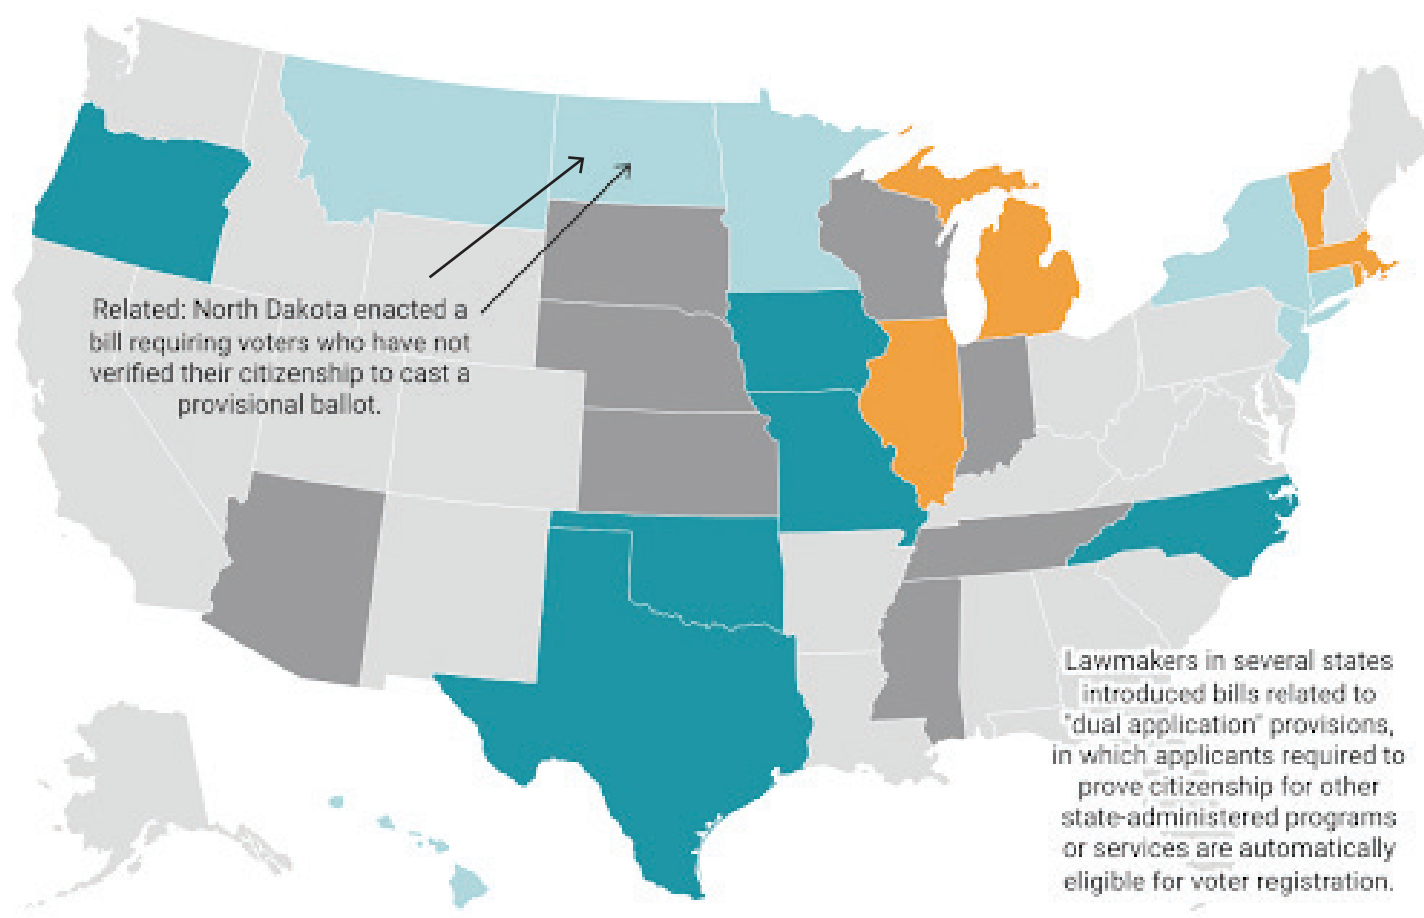 Related: North Dakota enacted a
bill requiring voters who have not
verified their citizenship to cast a
provisional ballot.
Lawmakers in several states
introduced bills related to
"dual application" provisions,
in which applicants required to
prove citizenship for other
state-administered programs
or services are automatically
eligible for voter registration.